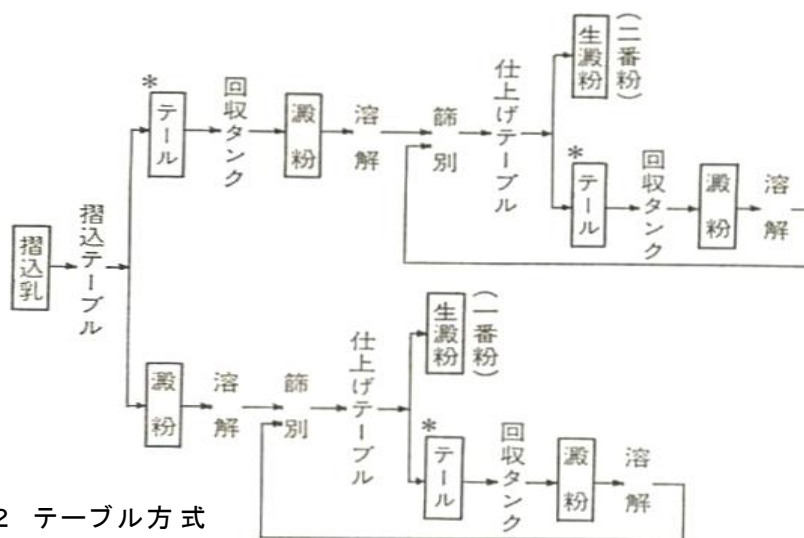 摺込乳
摺込テーブル
*
テール
回収タンク
澱粉
溶解
篩別
仕上げテーブル
生澱粉
(二番粉)
*
テール
回収タンク
澱粉
溶解
澱粉
溶解
篩別
仕上げテーブル
生澱粉
(一番粉)
*
テール
回収タンク
澱粉
溶解
2 テーブル方式